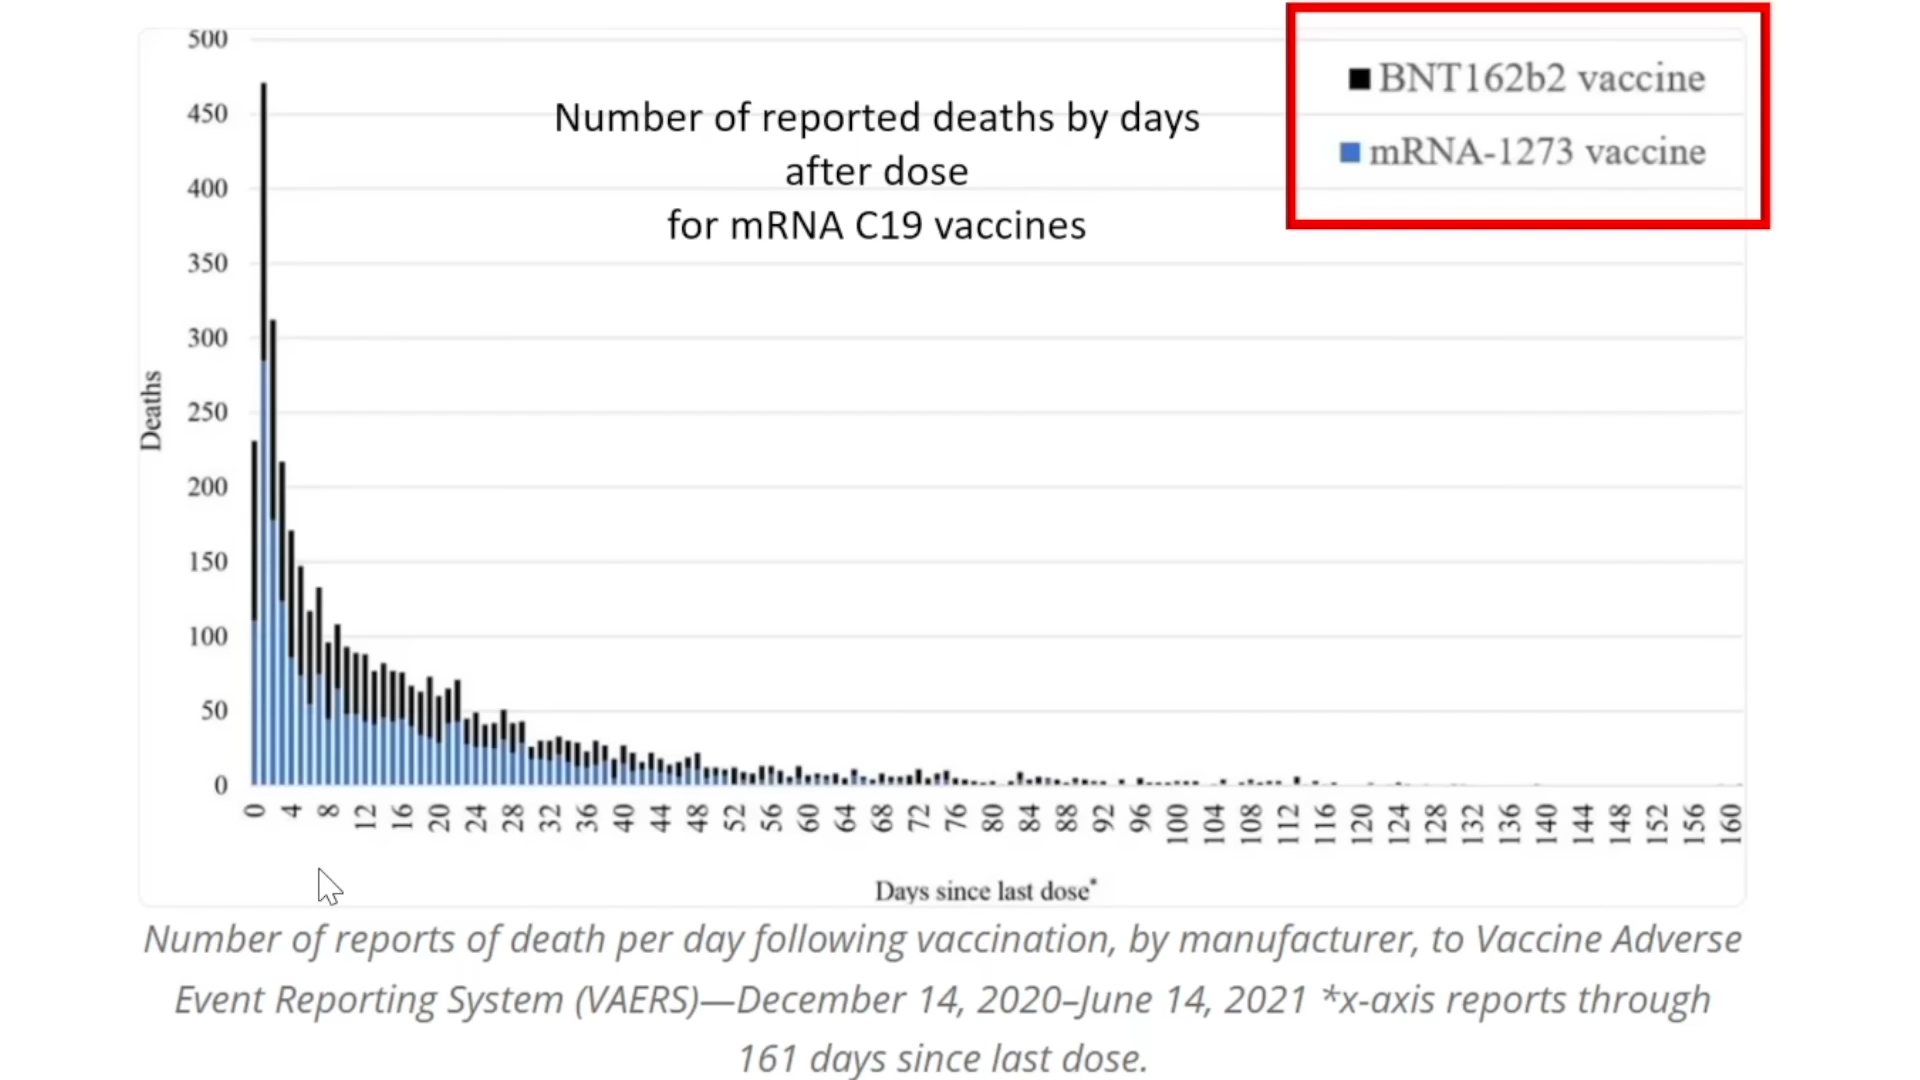 Number of reported deaths by days
after dose
for mRNA C19 vaccines
BNT162b2 vaccine
mRNA-1273 vaccine
Deaths
500
450
400
350
300
250
200
150
100
50
0
0 4 8 12 16 20 24 28 32 36 40 44 48 52 56 60 64 68 72 76 80 84 88 92 96 100 104 108 112 116 120 124 128 132 136 140 144 148 152 156 160
Days since last dose*
Number of reports of death per day following vaccination, by manufacturer, to Vaccine Adverse
Event Reporting System (VAERS)—December 14, 2020–June 14, 2021 *x-axis reports through
161 days since last dose.